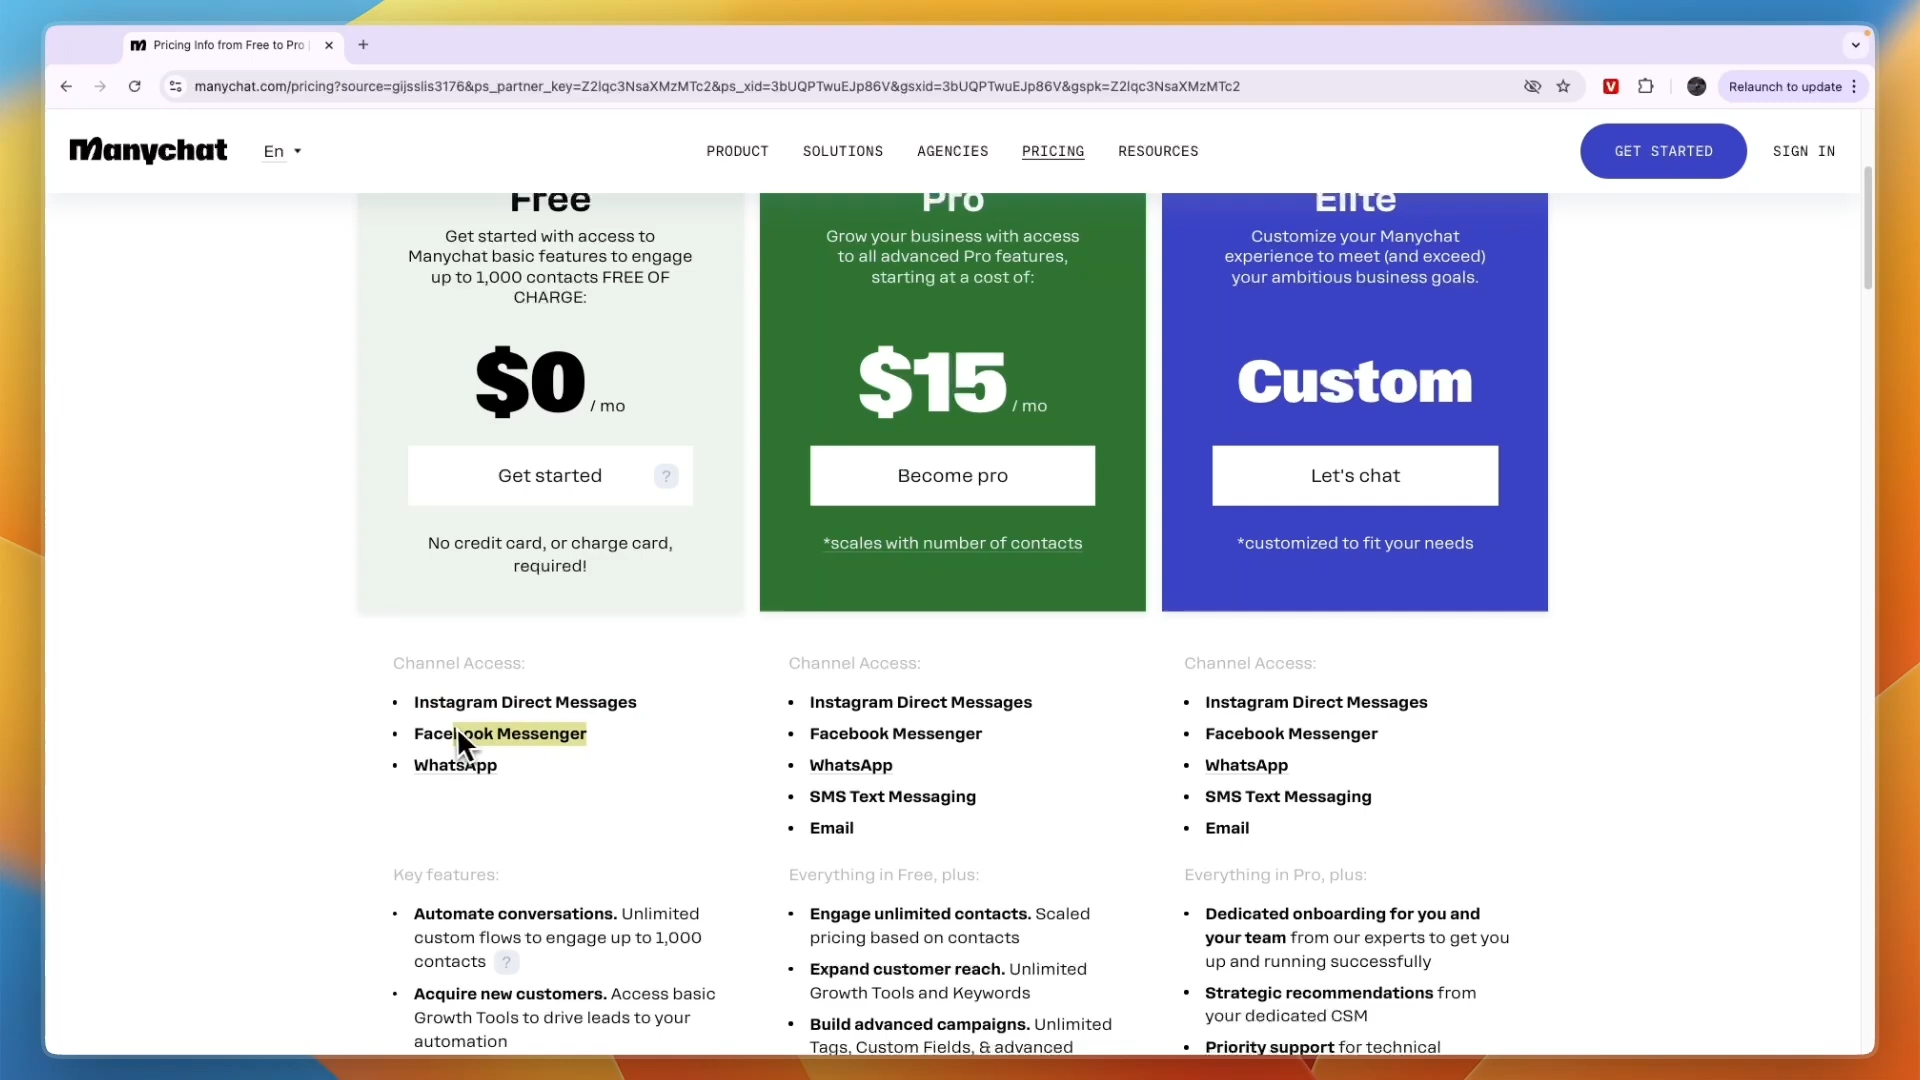 Pricing Info from Free to Pro
manychat.com/pricing?source=gijsslis3176&ps_partner_key=Z2lqc3NsaXMzMTc2&ps_xid=3bUQPTwuEJp86V&gsxid=3bUQPTwuEJp86V&gspk=Z2lqc3NsaXMzMTc2
Relaunch to update
Manychat
En
PRODUCT SOLUTIONS AGENCIES PRICING RESOURCES
GET STARTED
SIGN IN
Free
Get started with access to
Manychat basic features to engage
up to 1,000 contacts FREE OF
CHARGE:
$0 / mo
Get started ?
No credit card, or charge card,
required!
Pro
Grow your business with access
to all advanced Pro features,
starting at a cost of:
$15 / mo
Become pro
*scales with number of contacts
Elite
Customize your Manychat
experience to meet (and exceed)
your ambitious business goals.
Custom
Let's chat
*customized to fit your needs
Channel Access:
• Instagram Direct Messages
• Facebook Messenger
• WhatsApp
Channel Access:
• Instagram Direct Messages
• Facebook Messenger
• WhatsApp
• SMS Text Messaging
• Email
Channel Access:
• Instagram Direct Messages
• Facebook Messenger
• WhatsApp
• SMS Text Messaging
• Email
Key features:
• Automate conversations. Unlimited
custom flows to engage up to 1,000
contacts ?
• Acquire new customers. Access basic
Growth Tools to drive leads to your
automation
Everything in Free, plus:
• Engage unlimited contacts. Scaled
pricing based on contacts
• Expand customer reach. Unlimited
Growth Tools and Keywords
• Build advanced campaigns. Unlimited
Tags, Custom Fields, & advanced
Everything in Pro, plus:
• Dedicated onboarding for you and
your team from our experts to get you
up and running successfully
• Strategic recommendations from
your dedicated CSM
• Priority support for technical